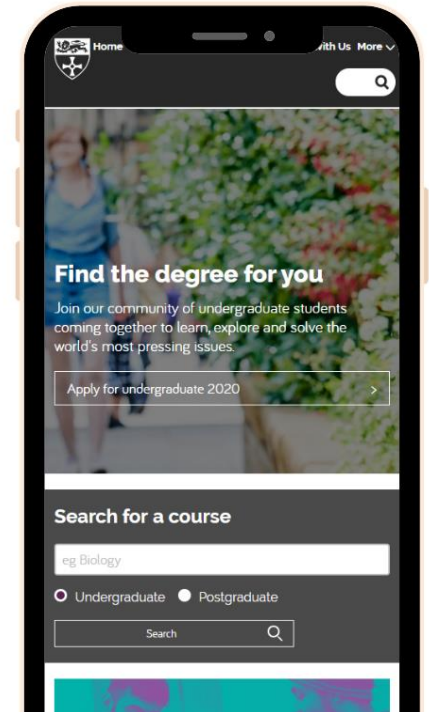 Home
ith Us More
Find the degree for you
Join our community of undergraduate students
coming together to learn, explore and solve the
world's most pressing issues.
Apply for undergraduate 2020
Search for a course
eg Biology
Undergraduate Postgraduate
Search